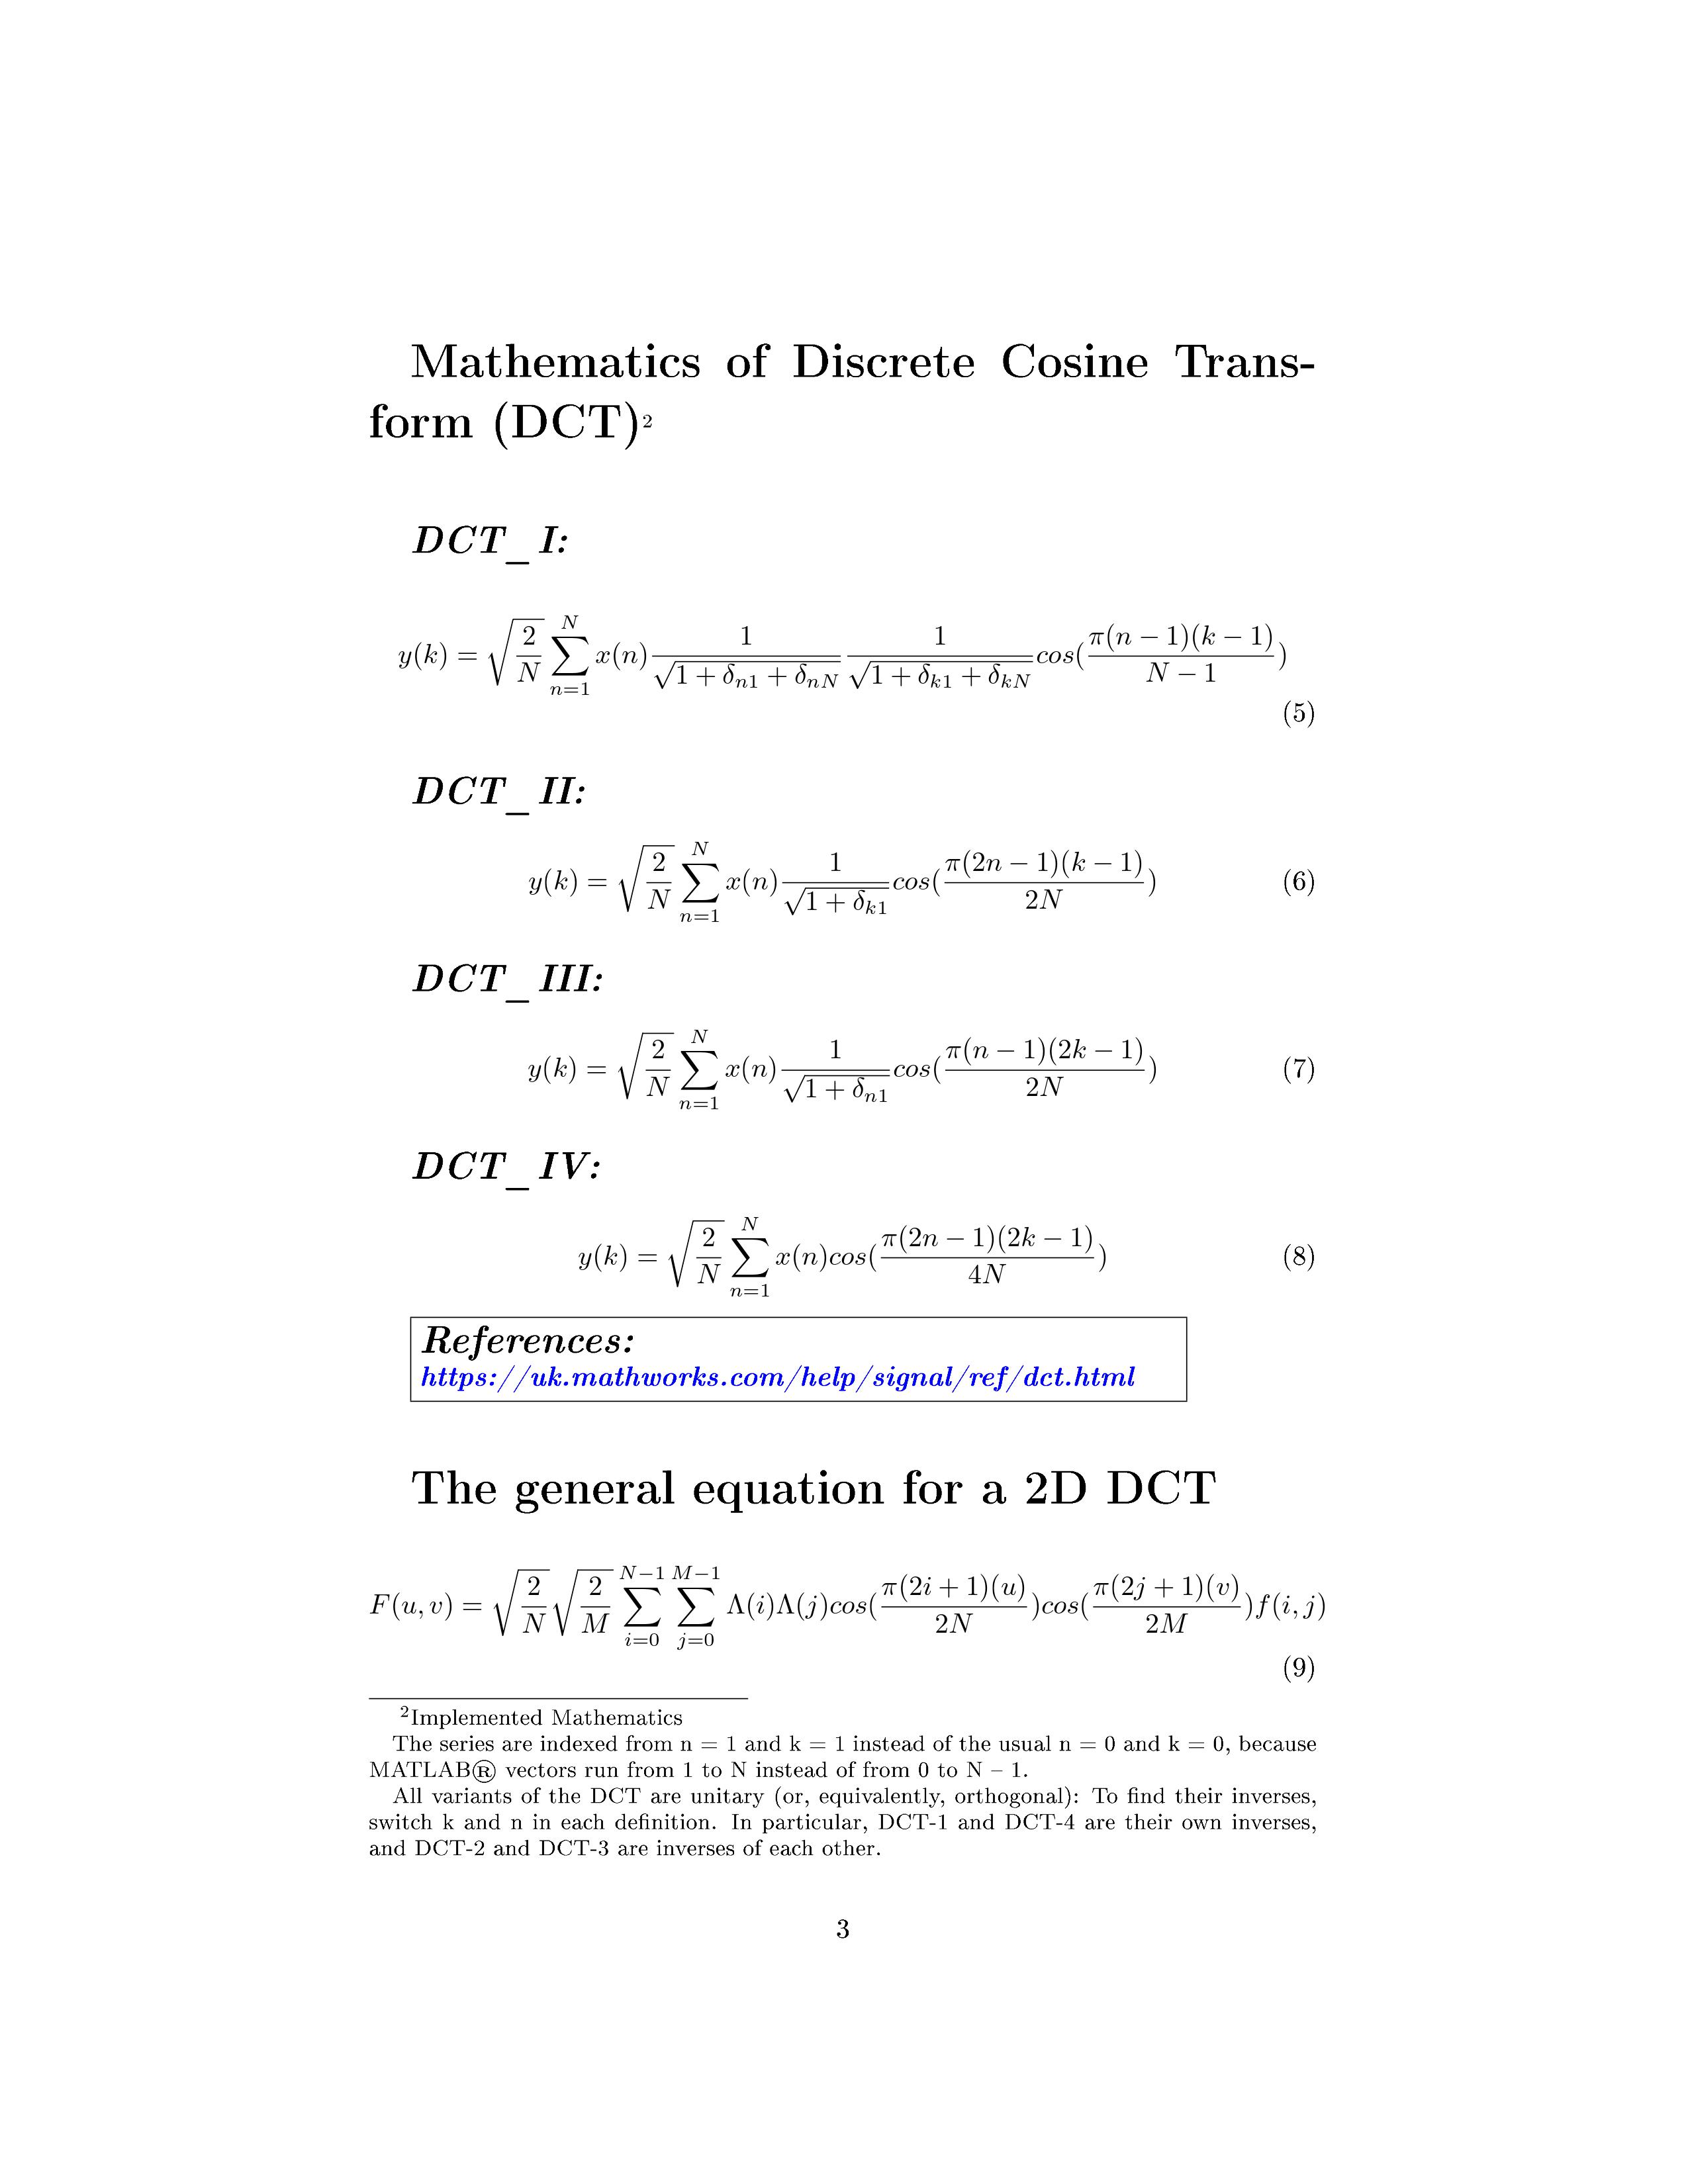 Mathematics of Discrete Cosine Trans-
form (DCT)²
DCT_I:
y(k) = \sqrt{\frac{2}{N}} \sum_{n=1}^{N} x(n) \frac{1}{\sqrt{1 + \delta_{n1} + \delta_{nN}}} \frac{1}{\sqrt{1 + \delta_{k1} + \delta_{kN}}} cos(\frac{\pi(n - 1)(k - 1)}{N - 1})
(5)
DCT_II:
y(k) = \sqrt{\frac{2}{N}} \sum_{n=1}^{N} x(n) \frac{1}{\sqrt{1 + \delta_{k1}}} cos(\frac{\pi(2n - 1)(k - 1)}{2N}) (6)
DCT_III:
y(k) = \sqrt{\frac{2}{N}} \sum_{n=1}^{N} x(n) \frac{1}{\sqrt{1 + \delta_{n1}}} cos(\frac{\pi(n - 1)(2k - 1)}{2N}) (7)
DCT_IV:
y(k) = \sqrt{\frac{2}{N}} \sum_{n=1}^{N} x(n)cos(\frac{\pi(2n - 1)(2k - 1)}{4N}) (8)
References:
https://uk.mathworks.com/help/signal/ref/dct.html
The general equation for a 2D DCT
F(u, v) = \sqrt{\frac{2}{N}} \sqrt{\frac{2}{M}} \sum_{i=0}^{N-1} \sum_{j=0}^{M-1} \Lambda(i)\Lambda(j)cos(\frac{\pi(2i + 1)(u)}{2N})cos(\frac{\pi(2j + 1)(v)}{2M})f(i, j)
(9)
²Implemented Mathematics
The series are indexed from n = 1 and k = 1 instead of the usual n = 0 and k = 0, because
MATLAB® vectors run from 1 to N instead of from 0 to N – 1.
All variants of the DCT are unitary (or, equivalently, orthogonal): To find their inverses,
switch k and n in each definition. In particular, DCT-1 and DCT-4 are their own inverses,
and DCT-2 and DCT-3 are inverses of each other.
3